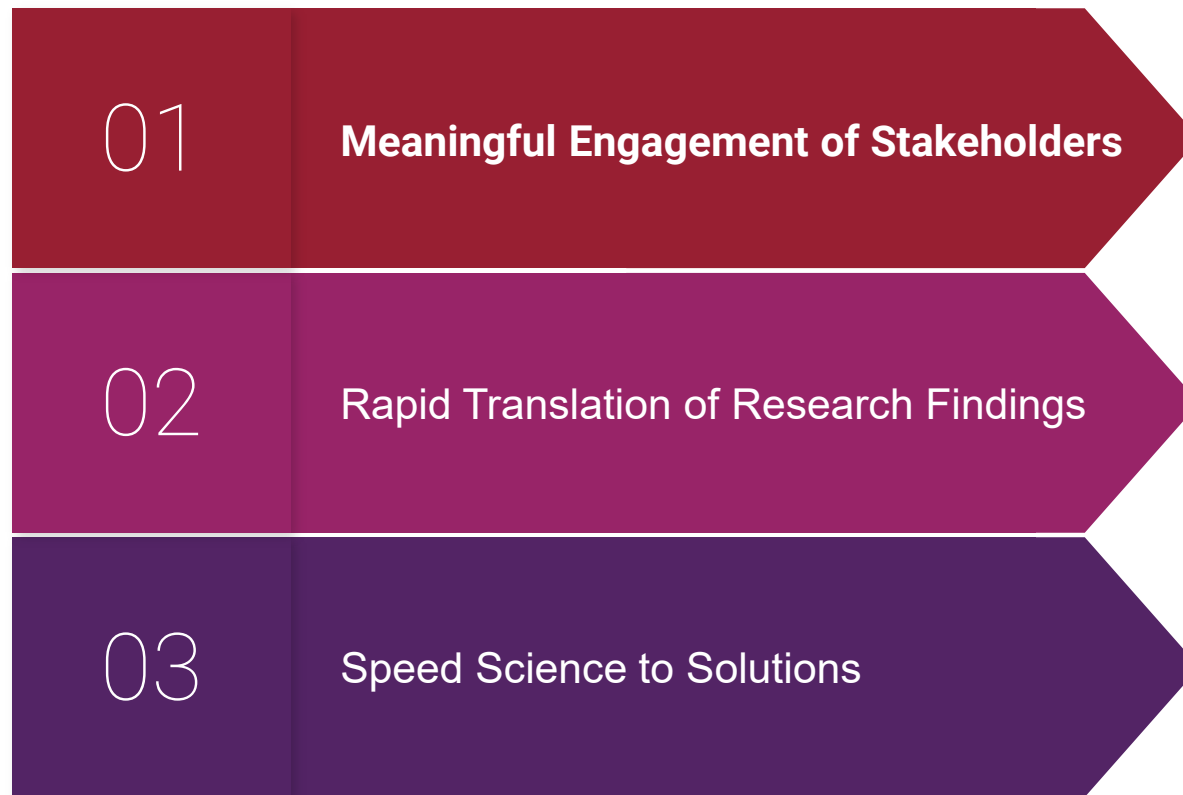 01
Meaningful Engagement of Stakeholders
02
Rapid Translation of Research Findings
03
Speed Science to Solutions